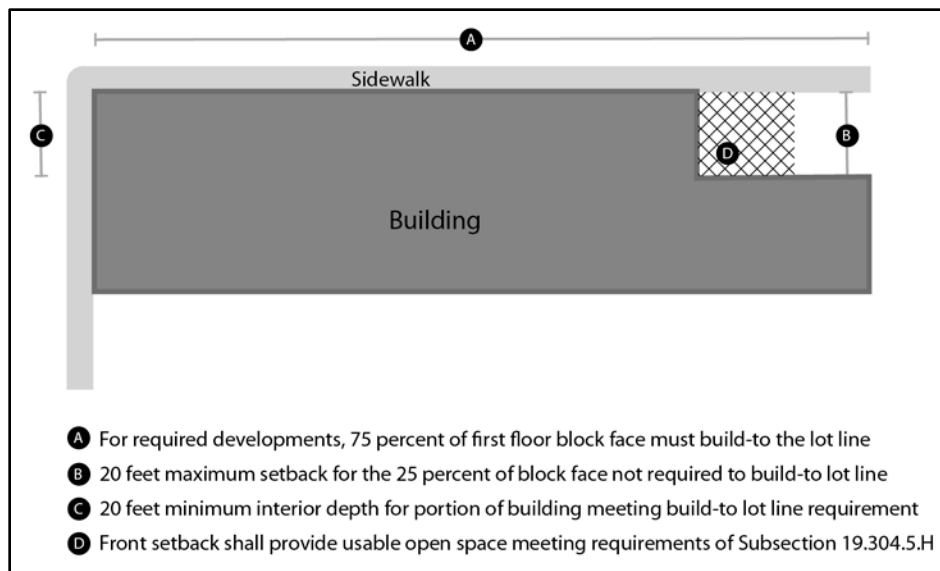 A
Sidewalk
C
B
D
Building
A For required developments, 75 percent of first floor block face must build-to the lot line
B 20 feet maximum setback for the 25 percent of block face not required to build-to lot line
C 20 feet minimum interior depth for portion of building meeting build-to lot line requirement
D Front setback shall provide usable open space meeting requirements of Subsection 19.304.5.H